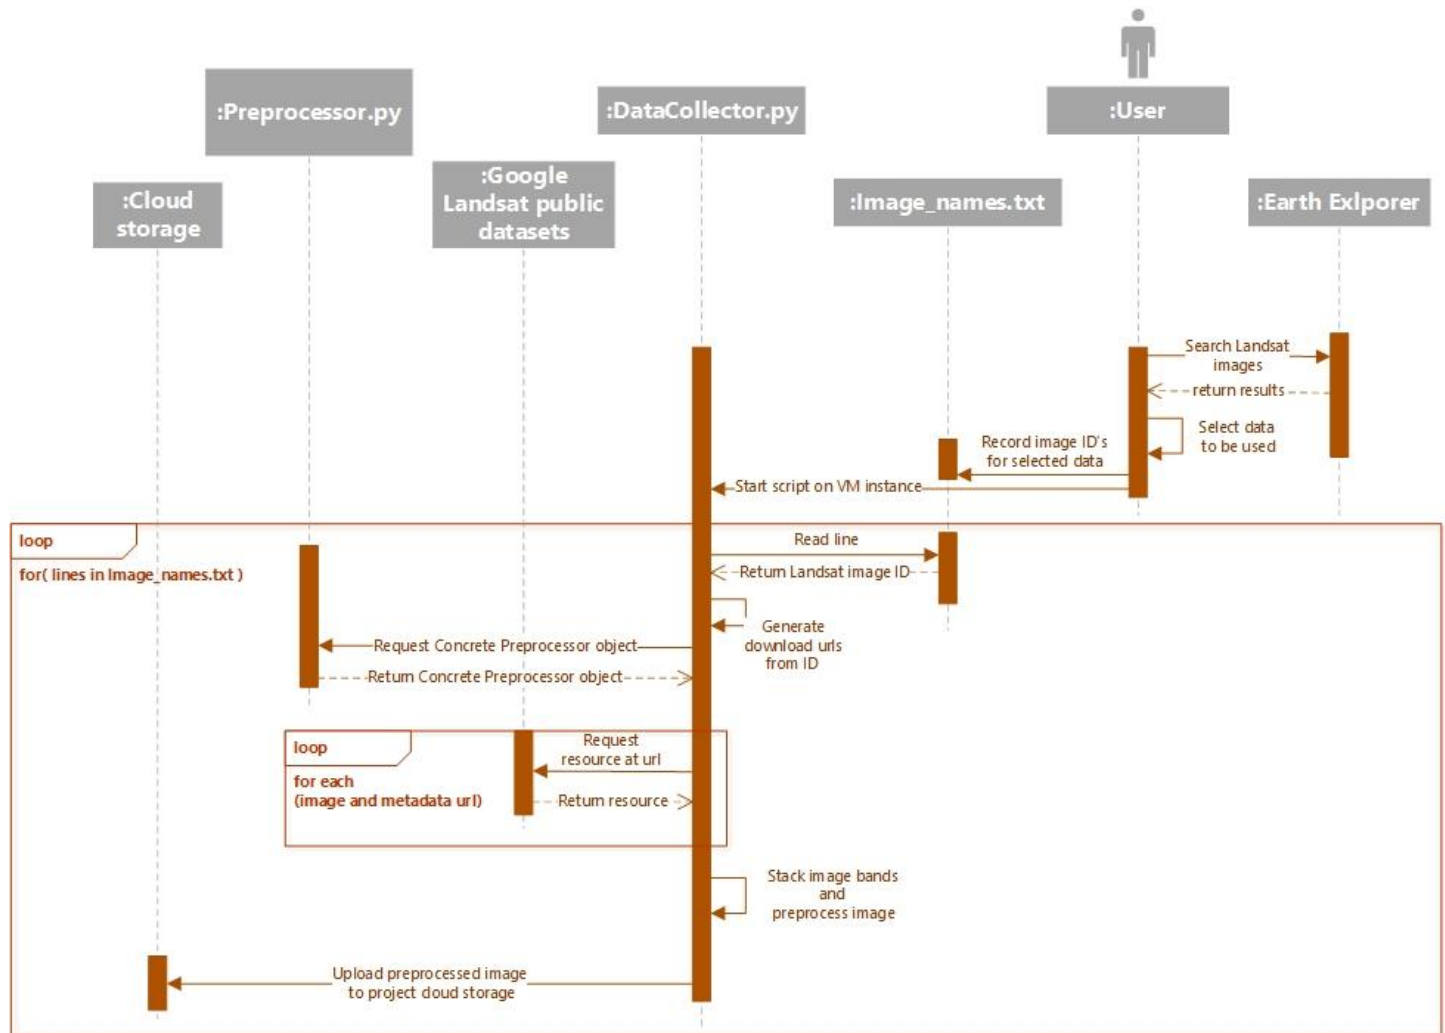 :Preprocessor.py
:DataCollector.py
:User
:Cloud
storage
:Google
Landsat public
datasets
:Image_names.txt
:Earth Exlporer
Search Landsat
images
return results
Select data
to be used
Record image ID's
for selected data
Start script on VM instance
loop
for( lines in Image_names.txt )
Read line
Return Landsat image ID
Generate
download urls
from ID
Request Concrete Preprocessor object
Return Concrete Preprocessor object
loop
for each
(image and metadata url)
Request
resource at url
Return resource
Stack image bands
and
preprocess image
Upload preprocessed image
to project cloud storage